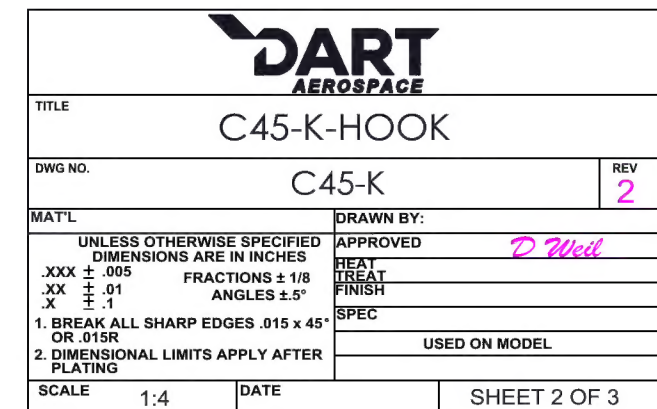 DART
AEROSPACE
TITLE
C45-K-HOOK
DWG NO.
C45-K
REV
2
MAT'L
UNLESS OTHERWISE SPECIFIED
DIMENSIONS ARE IN INCHES
.XXX ± .005
.XX ± .01
.X ± .1
FRACTIONS ± 1/8
ANGLES ±.5°
1. BREAK ALL SHARP EDGES .015 x 45°
OR .015R
2. DIMENSIONAL LIMITS APPLY AFTER
PLATING
DRAWN BY:
APPROVED D Weil
HEAT
TREAT
FINISH
SPEC
USED ON MODEL
SCALE 1:4
DATE
SHEET 2 OF 3